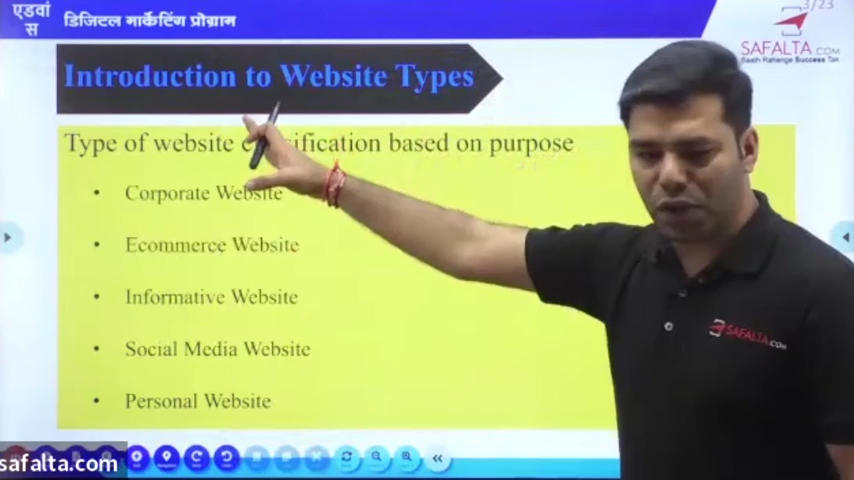 एडवां
स
डिजिटल मार्केटिंग प्रोग्राम
3/23
SAFALTA.COM
Saath Rahenge Success Tak
Introduction to Website Types
Type of website classification based on purpose
• Corporate Website
• Ecommerce Website
• Informative Website
• Social Media Website
• Personal Website
SAFALTA.COM
safalta.com